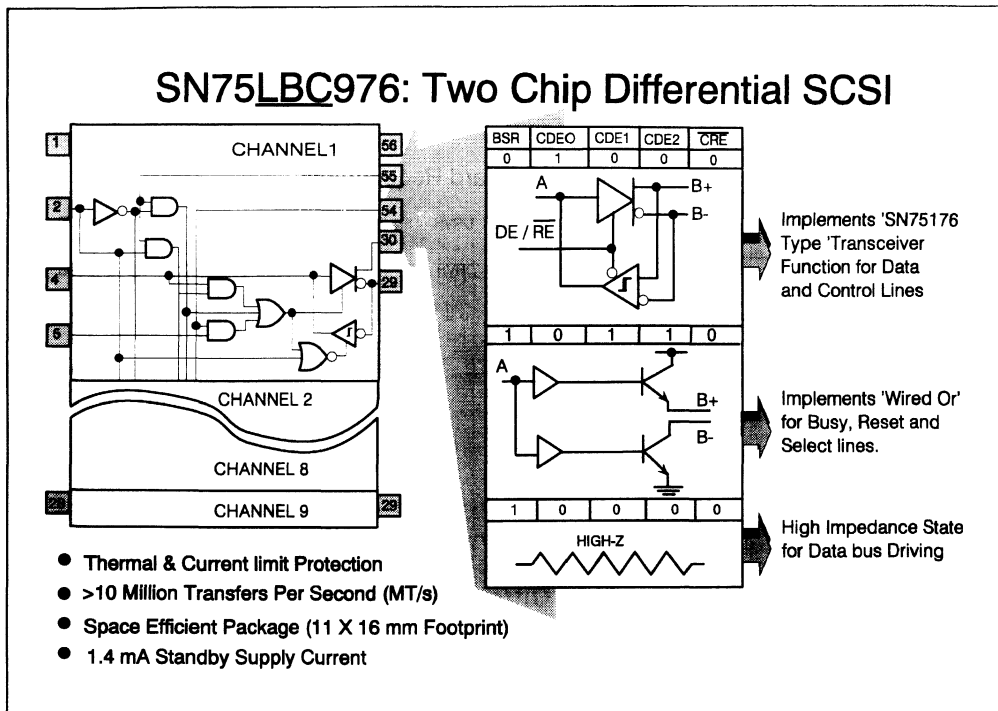 SN75LBC976: Two Chip Differential SCSI
1
2
4
5
CHANNEL1
56
55
54
30
29
CHANNEL 2
CHANNEL 8
CHANNEL 9
29
BSR CDEO CDE1 CDE2 CRE
0 1 0 0 0
A
B+
B-
DE / RE
Implements 'SN75176
Type 'Transceiver
Function for Data
and Control Lines
1 0 1 1 0
A
B+
B-
Implements 'Wired Or'
for Busy, Reset and
Select lines.
1 0 0 0 0
HIGH-Z
High Impedance State
for Data bus Driving
● Thermal & Current limit Protection
● >10 Million Transfers Per Second (MT/s)
● Space Efficient Package (11 X 16 mm Footprint)
● 1.4 mA Standby Supply Current